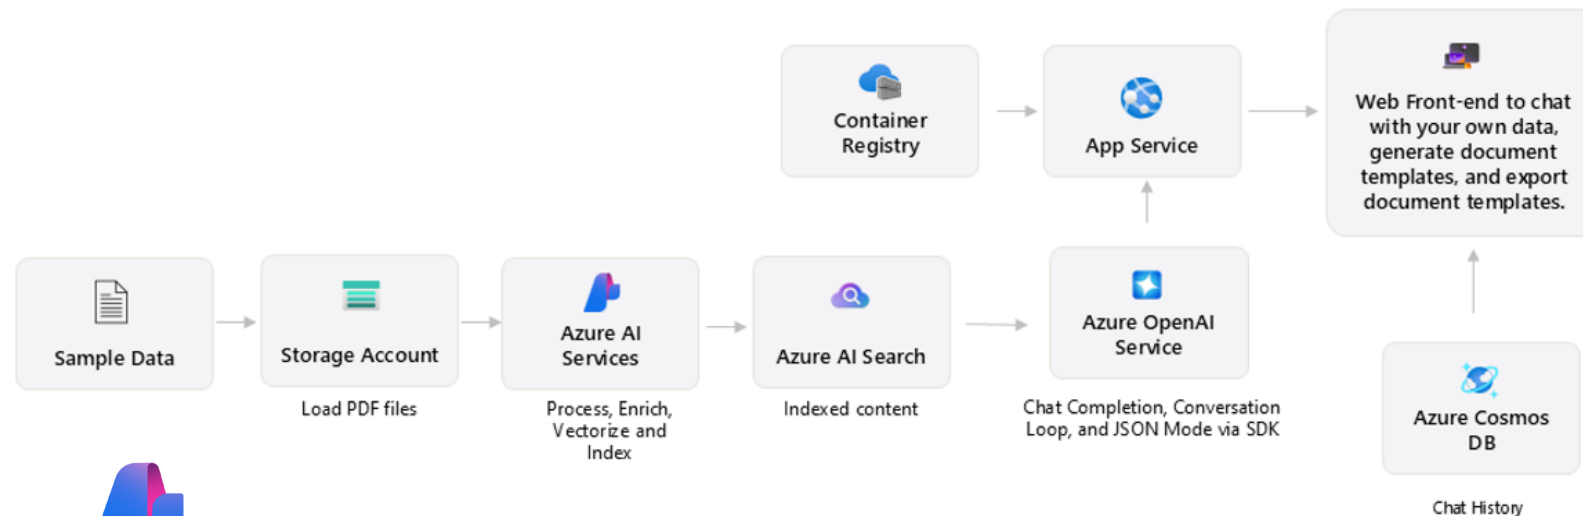 Container
Registry
App Service
Web Front-end to chat
with your own data,
generate document
templates, and export
document templates.
Sample Data
Storage Account
Load PDF files
Azure AI
Services
Process, Enrich,
Vectorize and
Index
Azure AI Search
Indexed content
Azure OpenAI
Service
Chat Completion, Conversation
Loop, and JSON Mode via SDK
Azure Cosmos
DB
Chat History